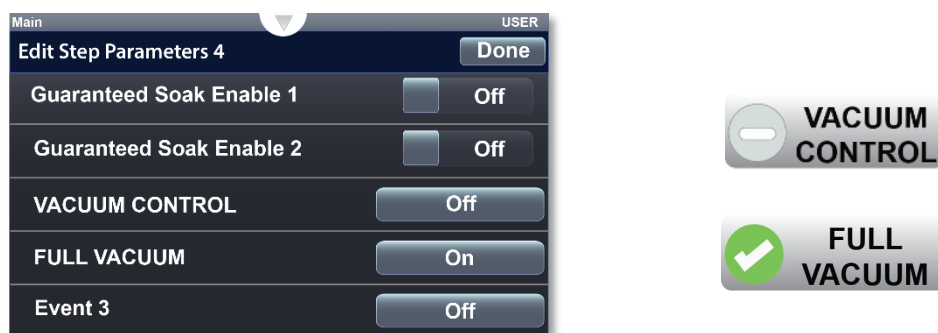 Main USER
Edit Step Parameters 4 Done
Guaranteed Soak Enable 1 Off
Guaranteed Soak Enable 2 Off
VACUUM CONTROL Off
FULL VACUUM On
Event 3 Off
VACUUM
CONTROL
FULL
VACUUM